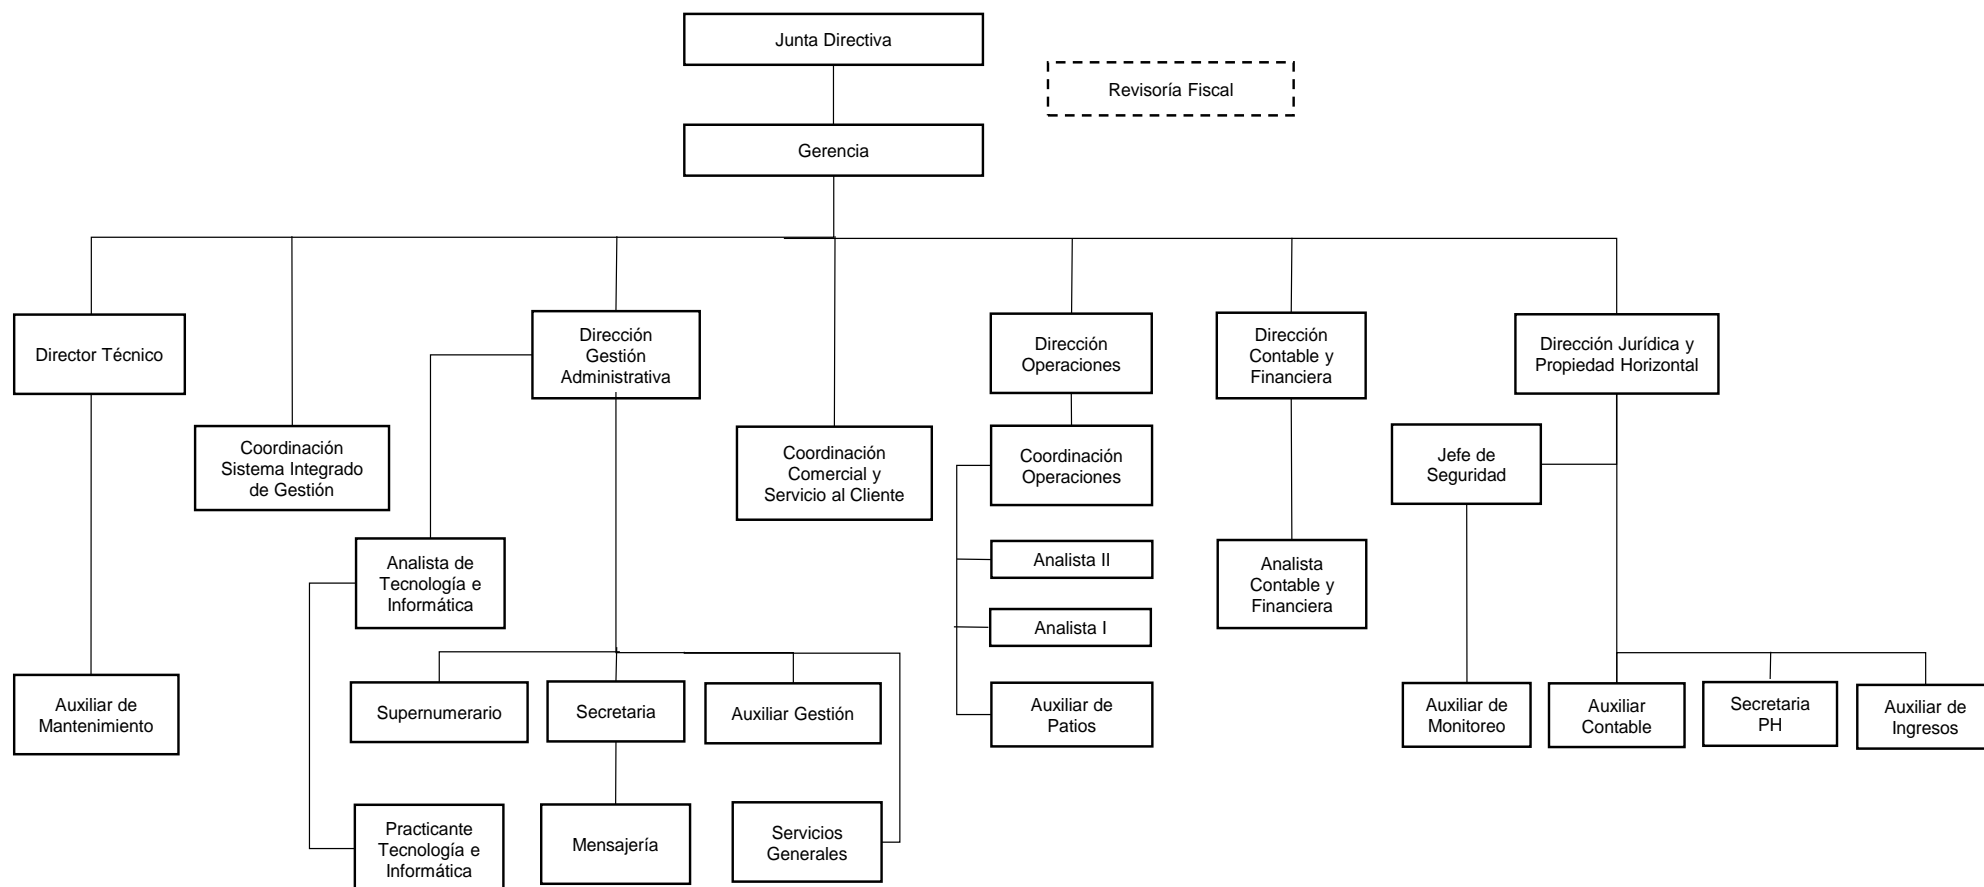 Junta Directiva
Revisoría Fiscal
Gerencia
Director Técnico
Dirección
Gestión
Administrativa
Dirección
Operaciones
Dirección
Contable y
Financiera
Dirección Jurídica y
Propiedad Horizontal
Coordinación
Sistema Integrado
de Gestión
Coordinación
Comercial y
Servicio al Cliente
Coordinación
Operaciones
Jefe de
Seguridad
Analista de
Tecnología e
Informática
Analista II
Analista I
Analista
Contable y
Financiera
Auxiliar de
Mantenimiento
Supernumerario
Secretaria
Auxiliar Gestión
Auxiliar de
Patios
Auxiliar de
Monitoreo
Auxiliar
Contable
Secretaria
PH
Auxiliar de
Ingresos
Practicante
Tecnología e
Informática
Mensajería
Servicios
Generales